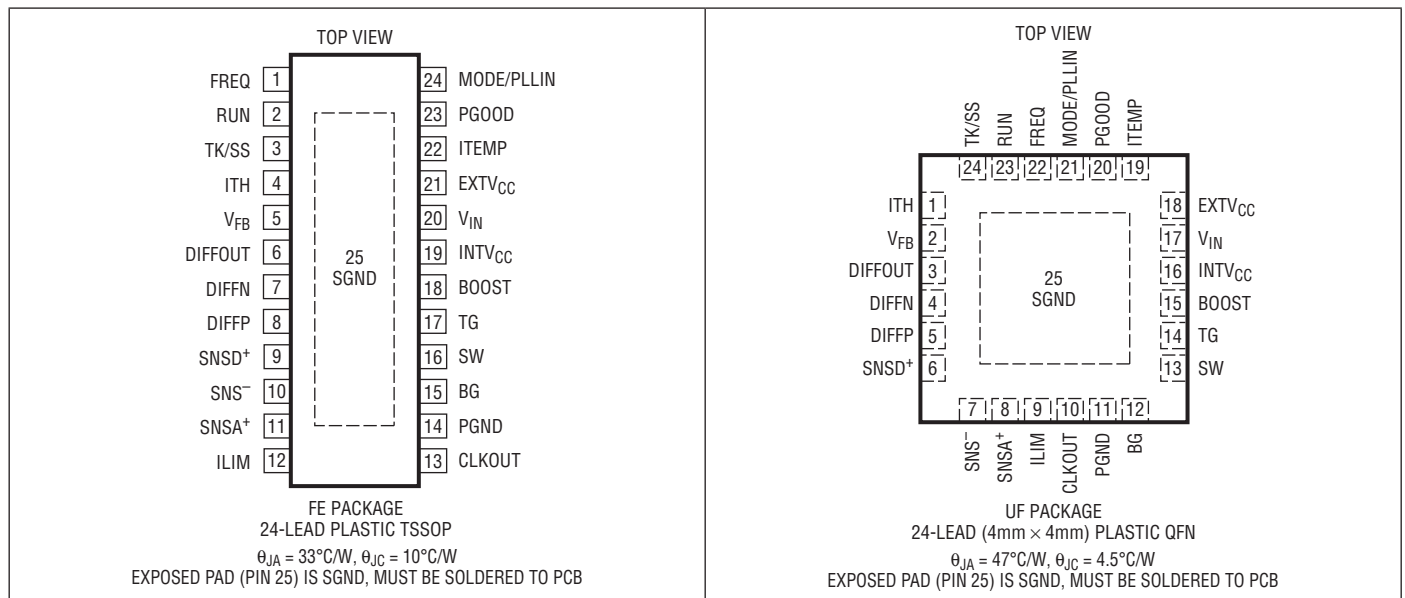 TOP VIEW
FREQ 1
RUN 2
TK/SS 3
ITH 4
VFB 5
DIFFOUT 6
DIFFN 7
DIFFP 8
SNSD+ 9
SNS– 10
SNSA+ 11
ILIM 12
25
SGND
24 MODE/PLLIN
23 PGOOD
22 ITEMP
21 EXTVCC
20 VIN
19 INTVCC
18 BOOST
17 TG
16 SW
15 BG
14 PGND
13 CLKOUT
FE PACKAGE
24-LEAD PLASTIC TSSOP
θJA = 33°C/W, θJC = 10°C/W
EXPOSED PAD (PIN 25) IS SGND, MUST BE SOLDERED TO PCB
TOP VIEW
TK/SS
RUN
FREQ
MODE/PLLIN
PGOOD
ITEMP
24 23 22 21 20 19
ITH 1
VFB 2
DIFFOUT 3
DIFFN 4
DIFFP 5
SNSD+ 6
25
SGND
18 EXTVCC
17 VIN
16 INTVCC
15 BOOST
14 TG
13 SW
7 8 9 10 11 12
SNS–
SNSA+
ILIM
CLKOUT
PGND
BG
UF PACKAGE
24-LEAD (4mm × 4mm) PLASTIC QFN
θJA = 47°C/W, θJC = 4.5°C/W
EXPOSED PAD (PIN 25) IS SGND, MUST BE SOLDERED TO PCB